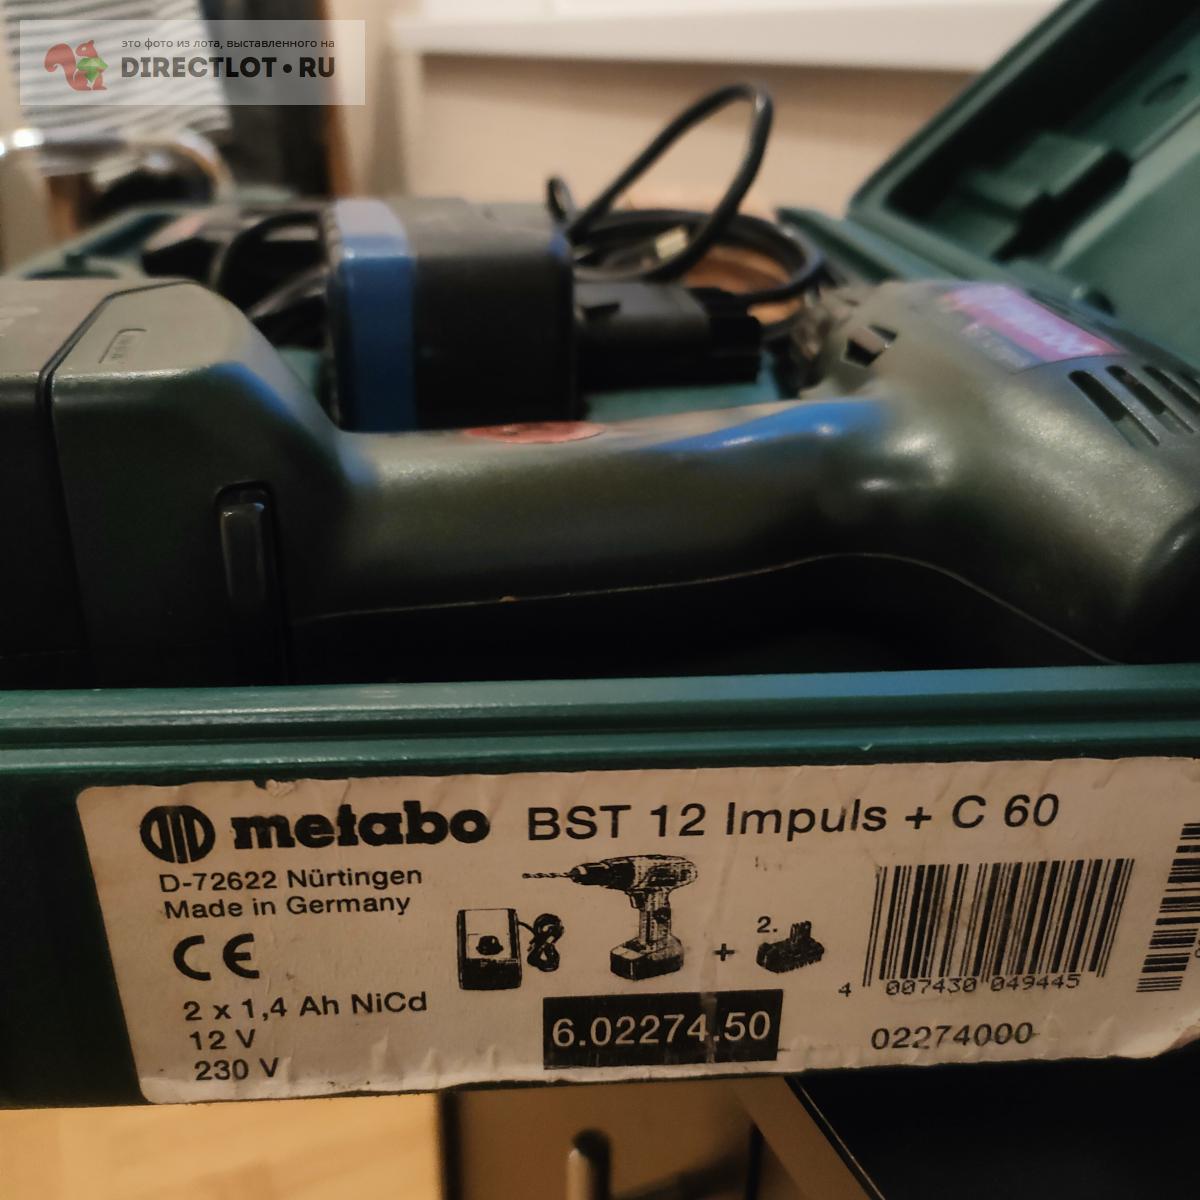 это фото из лота, выставленного на
DIRECTLOT.RU
metabo BST 12 Impuls + C 60
D-72622 Nürtingen
Made in Germany
CE
2 x 1,4 Ah NiCd
12 V
230 V
+ 2.
6.02274.50
4 007430 049445
02274000